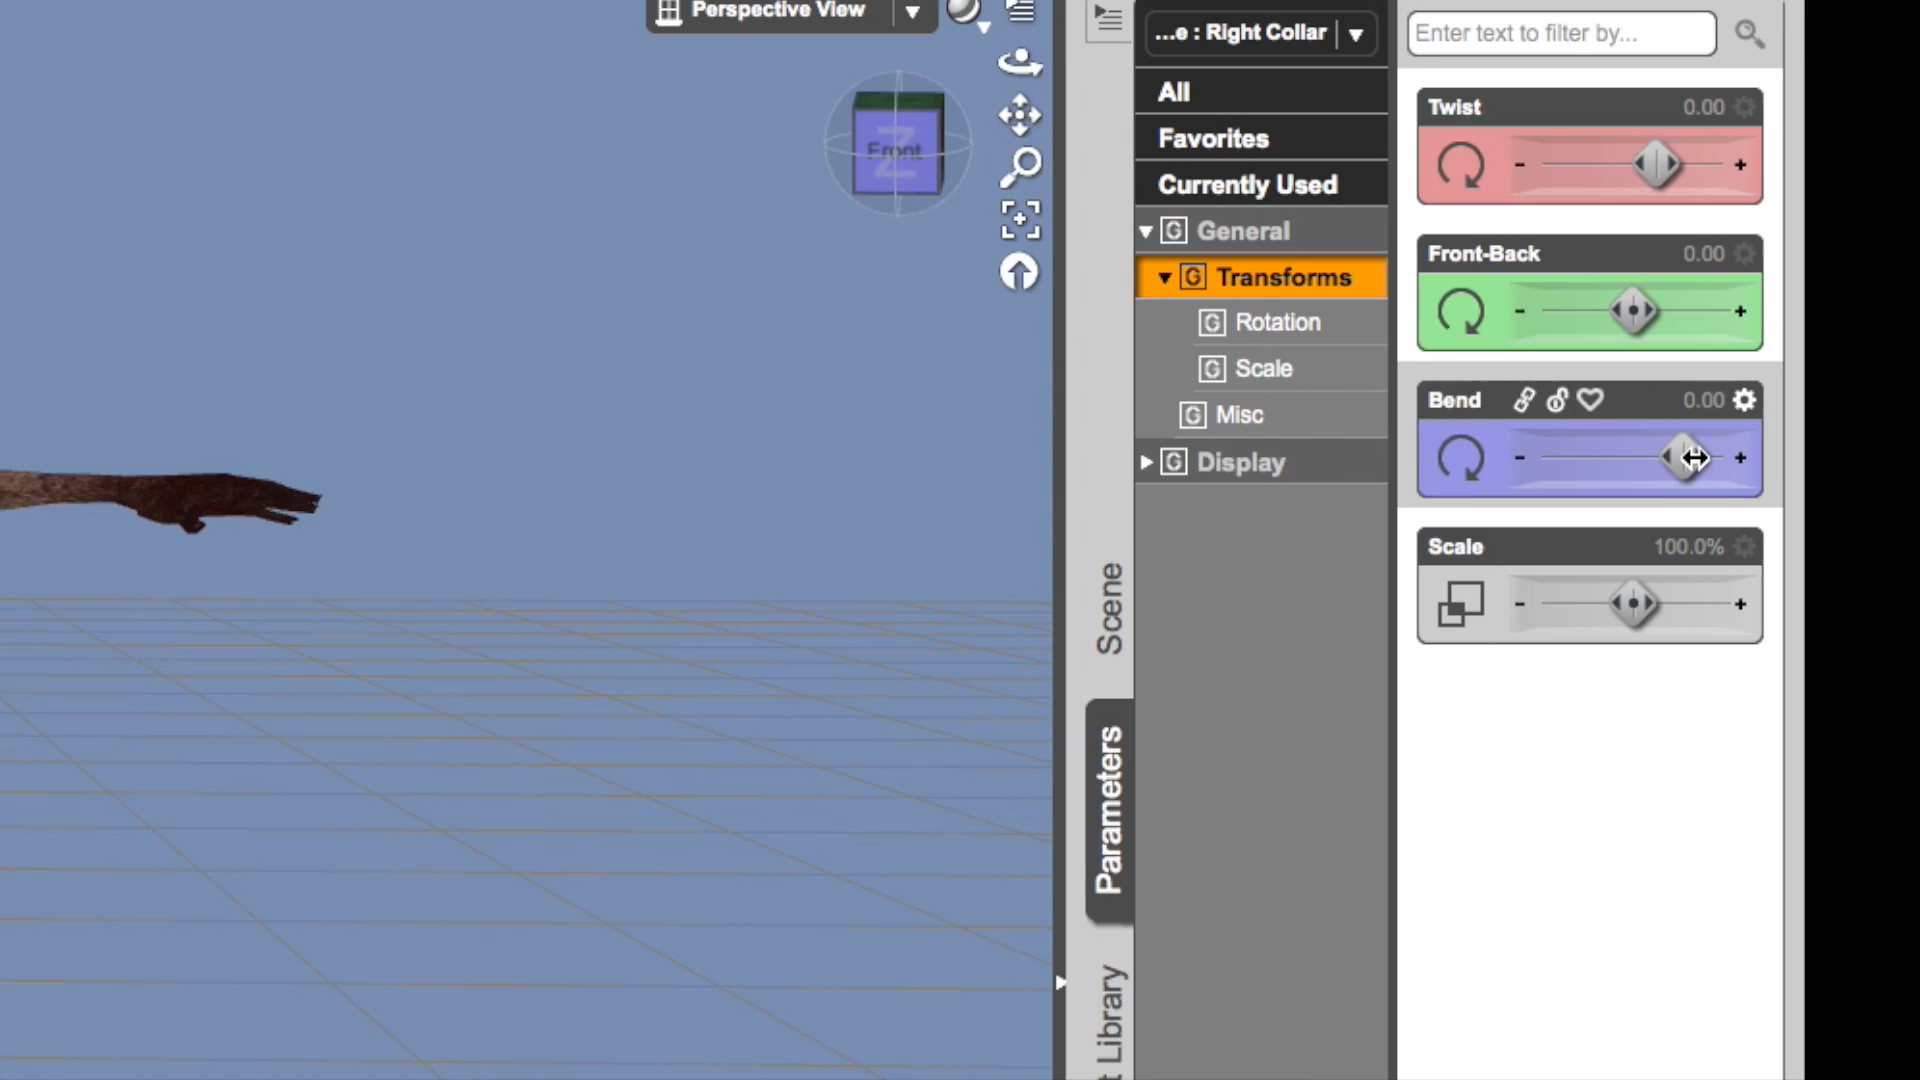 Perspective View
Front
Z
...e : Right Collar
All
Favorites
Currently Used
G General
G Transforms
G Rotation
G Scale
G Misc
G Display
Scene
Parameters
t Library
Enter text to filter by...
Twist 0.00
- +
Front-Back 0.00
- +
Bend 0.00
- +
Scale 100.0%
- +